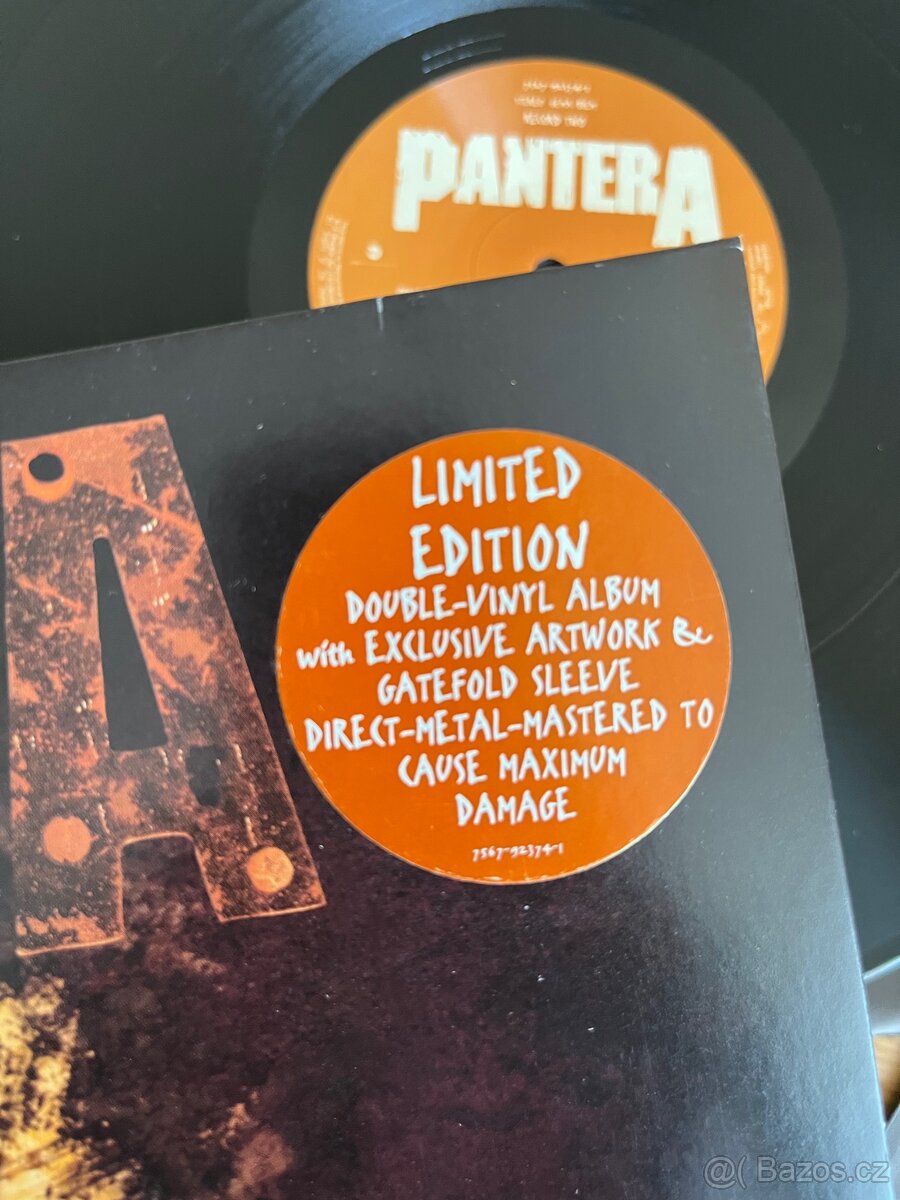 PANTERA
LIMITED
EDITION
DOUBLE-VINYL ALBUM
with EXCLUSIVE ARTWORK &
GATEFOLD SLEEVE
DIRECT-METAL-MASTERED TO
CAUSE MAXIMUM
DAMAGE
7567-92374-1
A
@( Bazos.cz